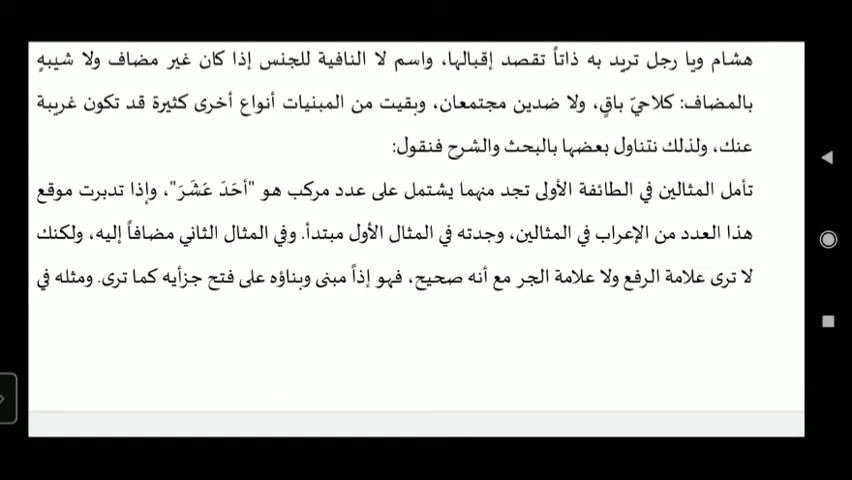 هشام ويا رجل تريد به ذاتاً تقصد إقبالها، واسم لا النافية للجنس إذا كان غير مضاف ولا شبيهٍ
بالمضاف: كلاحيّ باقٍ، ولا ضدين مجتمعان، وبقيت من المبنيات أنواع أخرى كثيرة قد تكون غريبة
عنك، ولذلك نتناول بعضها بالبحث والشرح فنقول:
تأمل المثالين في الطائفة الأولى تجد منهما يشتمل على عدد مركب هو "أحَدَ عَشَرَ"، وإذا تدبرت موقع
هذا العدد من الإعراب في المثالين، وجدته في المثال الأول مبتدأ. وفي المثال الثاني مضافاً إليه، ولكنك
لا ترى علامة الرفع ولا علامة الجر مع أنه صحيح، فهو إذاً مبنى وبناؤه على فتح جزأيه كما ترى. ومثله في